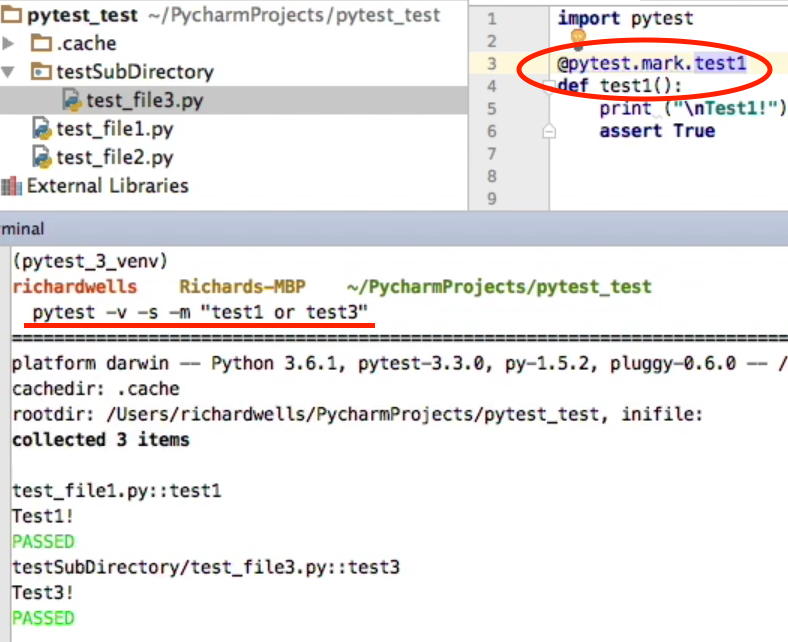 pytest_test ~/PycharmProjects/pytest_test
.cache
testSubDirectory
test_file3.py
test_file1.py
test_file2.py
External Libraries
1 import pytest
2
3 @pytest.mark.test1
4 def test1():
5 print ("\nTest1!")
6 assert True
7
8
9
minal
(pytest_3_venv)
richardwells Richards-MBP ~/PycharmProjects/pytest_test
pytest -v -s -m "test1 or test3"
platform darwin -- Python 3.6.1, pytest-3.3.0, py-1.5.2, pluggy-0.6.0 -- /
cachedir: .cache
rootdir: /Users/richardwells/PycharmProjects/pytest_test, inifile:
collected 3 items
test_file1.py::test1
Test1!
PASSED
testSubDirectory/test_file3.py::test3
Test3!
PASSED